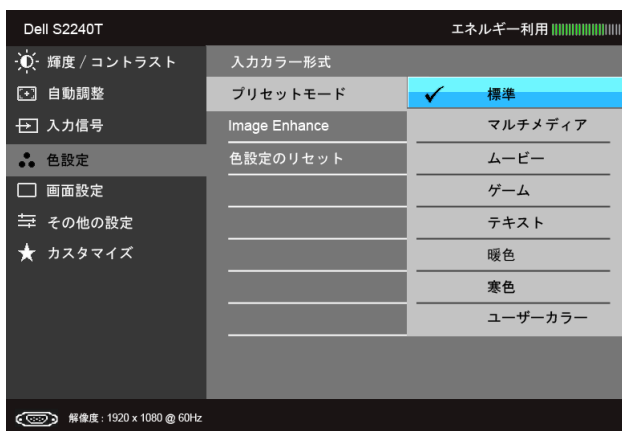 Dell S2240T
エネルギー利用
輝度 / コントラスト
自動調整
入力信号
色設定
画面設定
その他の設定
カスタマイズ
入力カラー形式
プリセットモード
Image Enhance
色設定のリセット
標準
マルチメディア
ムービー
ゲーム
テキスト
暖色
寒色
ユーザーカラー
解像度 : 1920 x 1080 @ 60Hz